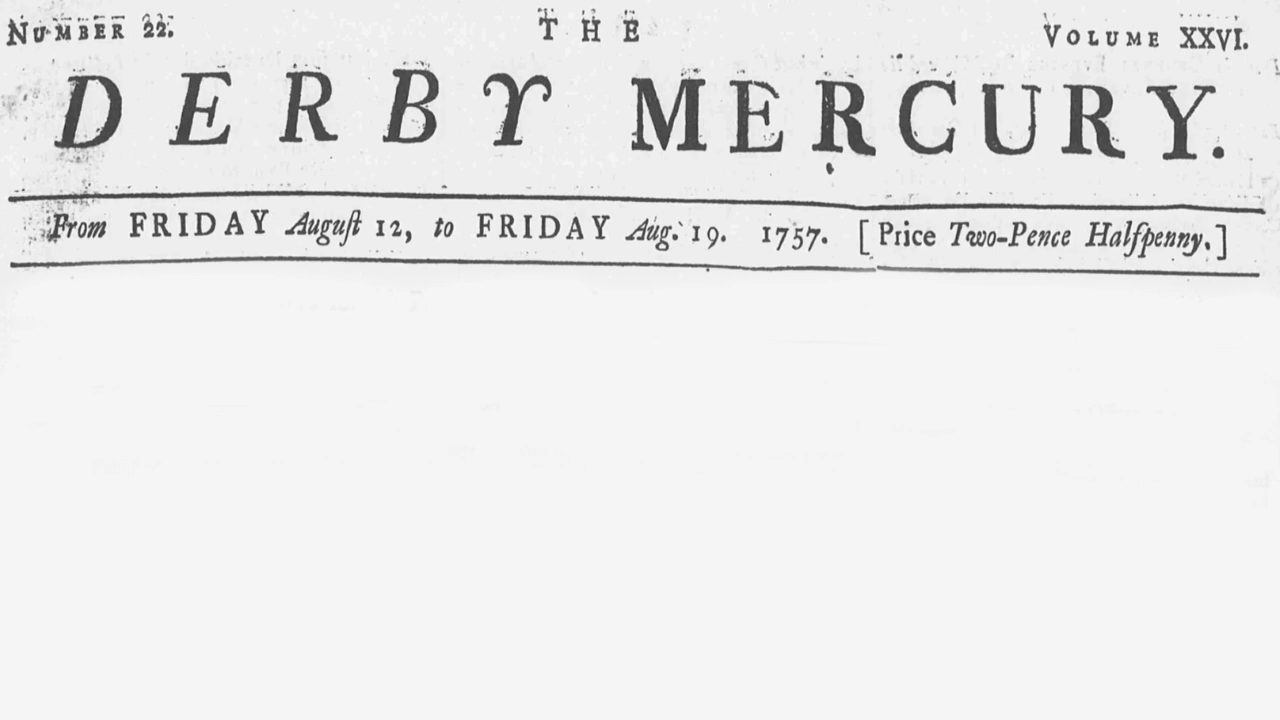 NUMBER 22. THE VOLUME XXVI.
DERBY MERCURY.
From FRIDAY Auguſt 12, to FRIDAY Aug. 19. 1757. [Price Two-Pence Halfpenny.]